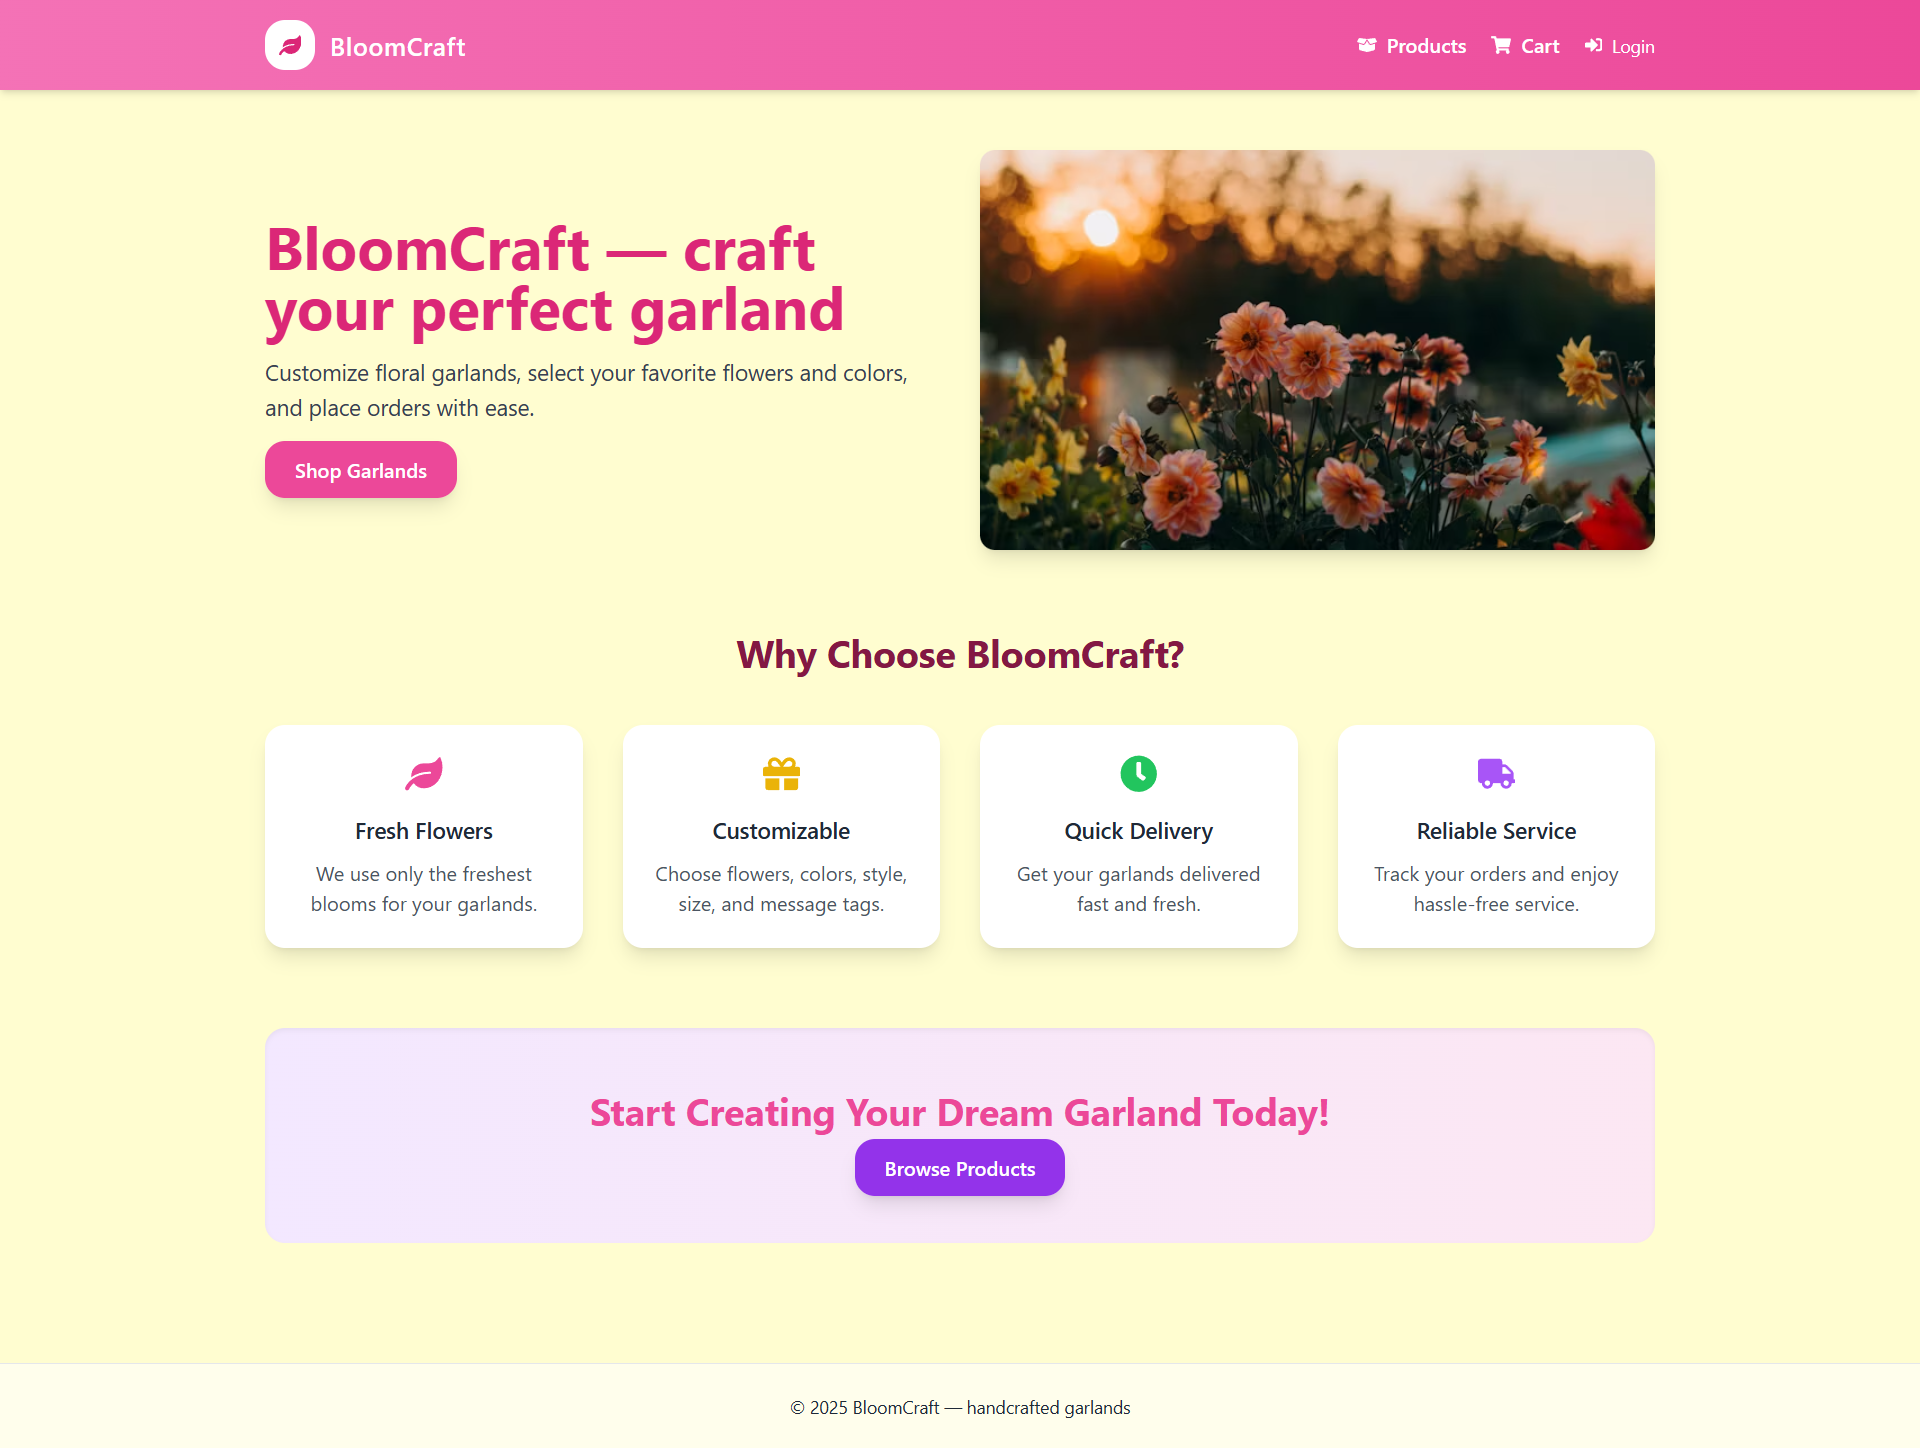 BloomCraft
Products
Cart
Login
BloomCraft — craft
your perfect garland
Customize floral garlands, select your favorite flowers and colors,
and place orders with ease.
Shop Garlands
Why Choose BloomCraft?
Fresh Flowers
We use only the freshest
blooms for your garlands.
Customizable
Choose flowers, colors, style,
size, and message tags.
Quick Delivery
Get your garlands delivered
fast and fresh.
Reliable Service
Track your orders and enjoy
hassle-free service.
Start Creating Your Dream Garland Today!
Browse Products
© 2025 BloomCraft — handcrafted garlands